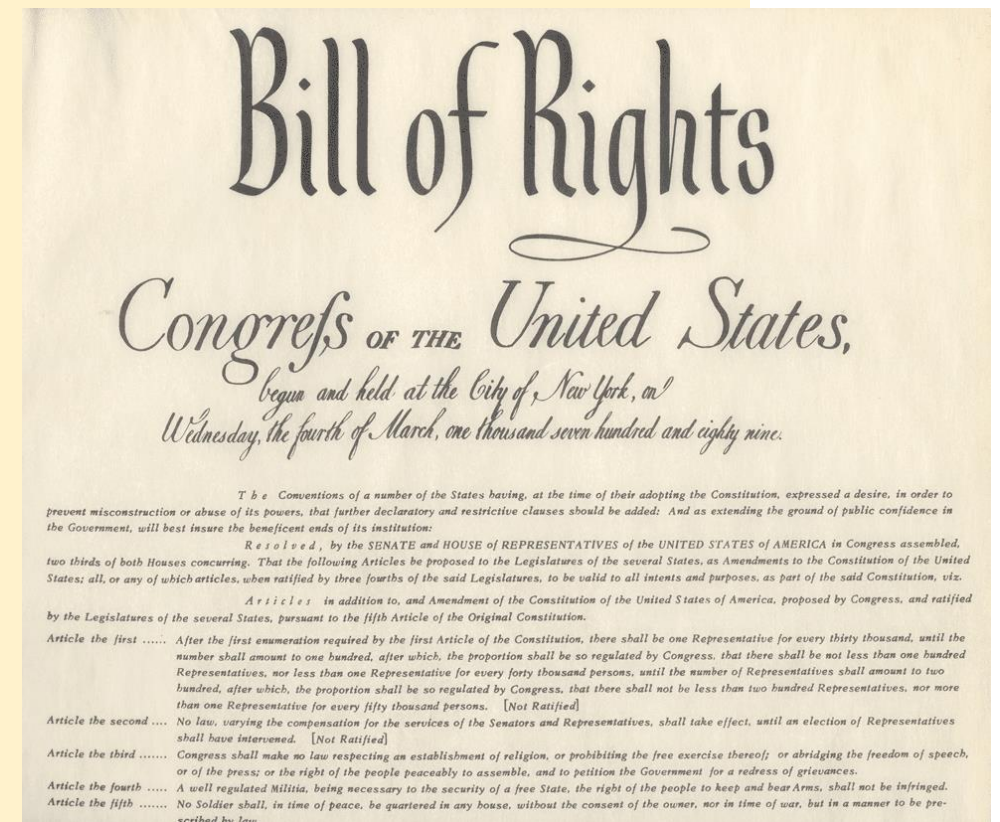 Bill of Rights
Congreſs OF THE United States,
begun and held at the City of New York, on
Wednesday, the fourth of March, one thousand seven hundred and eighty nine.
The Conventions of a number of the States having, at the time of their adopting the Constitution, expressed a desire, in order to
prevent misconstruction or abuse of its powers, that further declaratory and restrictive clauses should be added: And as extending the ground of public confidence in
the Government, will best insure the beneficent ends of its institution:
Resolved, by the SENATE and HOUSE of REPRESENTATIVES of the UNITED STATES of AMERICA in Congress assembled,
two thirds of both Houses concurring. That the following Articles be proposed to the Legislatures of the several States, as Amendments to the Constitution of the United
States; all, or any of which articles, when ratified by three fourths of the said Legislatures, to be valid to all intents and purposes, as part of the said Constitution, viz.
Articles in addition to, and Amendment of the Constitution of the United States of America, proposed by Congress, and ratified
by the Legislatures of the several States, pursuant to the fifth Article of the Original Constitution.
Article the first ...... After the first enumeration required by the first Article of the Constitution, there shall be one Representative for every thirty thousand, until the
number shall amount to one hundred, after which, the proportion shall be so regulated by Congress, that there shall be not less than one hundred
Representatives, nor less than one Representative for every forty thousand persons, until the number of Representatives shall amount to two
hundred, after which, the proportion shall be so regulated by Congress, that there shall not be less than two hundred Representatives, nor more
than one Representative for every fifty thousand persons. [Not Ratified]
Article the second .... No law, varying the compensation for the services of the Senators and Representatives, shall take effect, until an election of Representatives
shall have intervened. [Not Ratified]
Article the third ....... Congress shall make no law respecting an establishment of religion, or prohibiting the free exercise thereof; or abridging the freedom of speech,
or of the press; or the right of the people peaceably to assemble, and to petition the Government for a redress of grievances.
Article the fourth ..... A well regulated Militia, being necessary to the security of a free State, the right of the people to keep and bear Arms, shall not be infringed.
Article the fifth ....... No Soldier shall, in time of peace, be quartered in any house, without the consent of the owner, nor in time of war, but in a manner to be pre-
scribed by law.